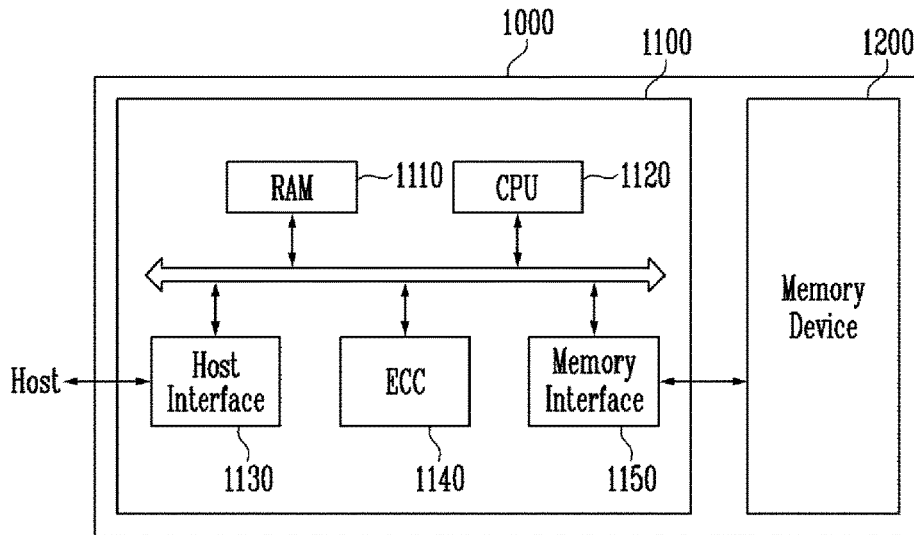 1000
1100
1200
RAM
1110
CPU
1120
Memory
Device
Host
Host
Interface
ECC
Memory
Interface
1130
1140
1150